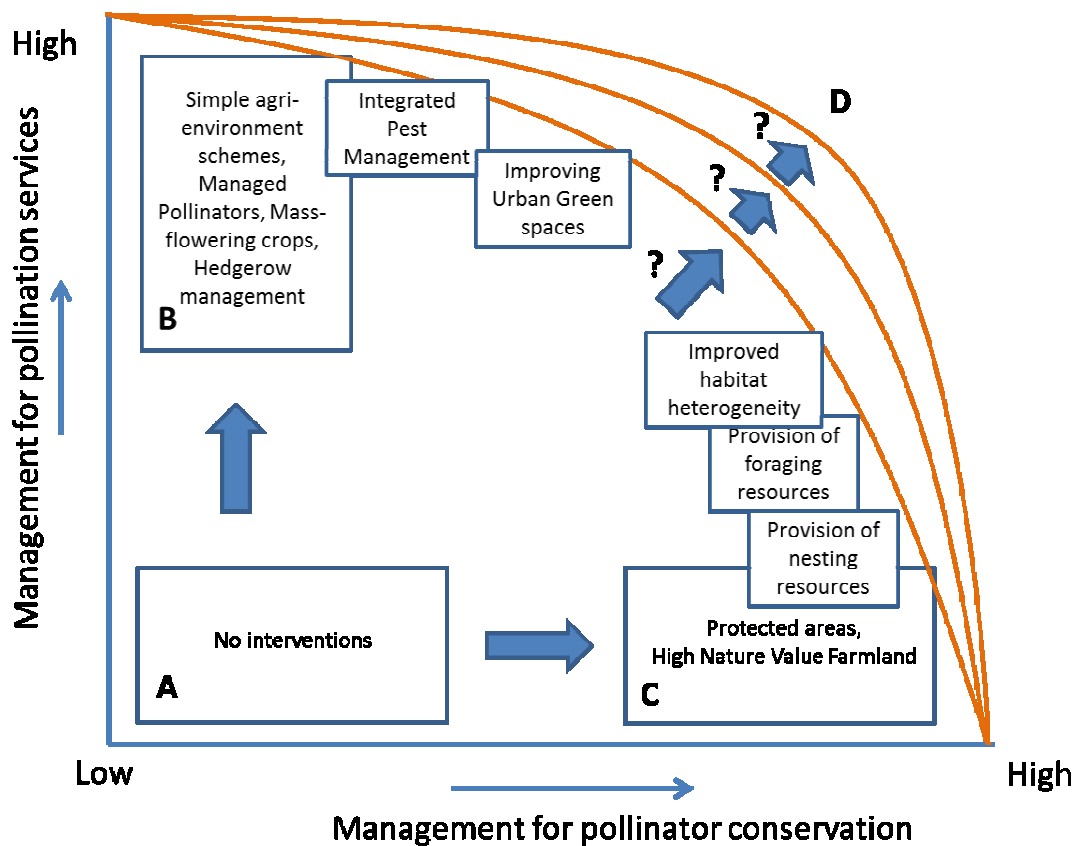 High
Management for pollination services
Simple agri-
environment
schemes,
Managed
Pollinators, Mass-
flowering crops,
Hedgerow
management
B
Integrated
Pest
Management
Improving
Urban Green
spaces
D
?
?
?
Improved
habitat
heterogeneity
Provision of
foraging
resources
Provision of
nesting
resources
No interventions
A
Protected areas,
High Nature Value Farmland
C
Low
High
Management for pollinator conservation